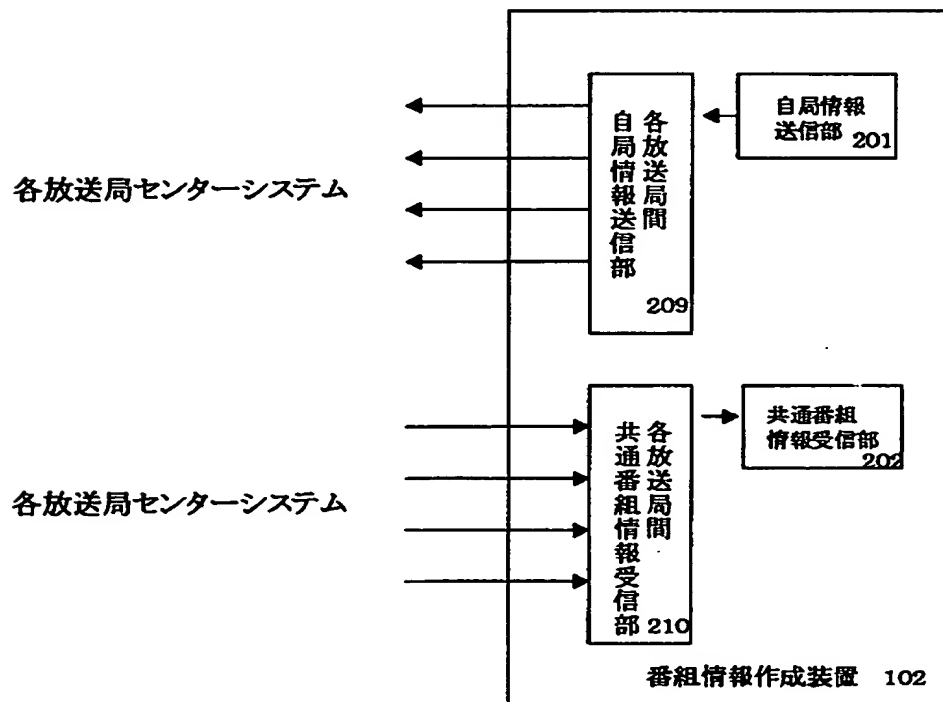 自局情報
送信部 201
各放送局間
自局情報送信部
209
各放送局センターシステム
共通番組
情報受信部
202
各放送局間
共通番組情報受信部
210
各放送局センターシステム
番組情報作成装置 102